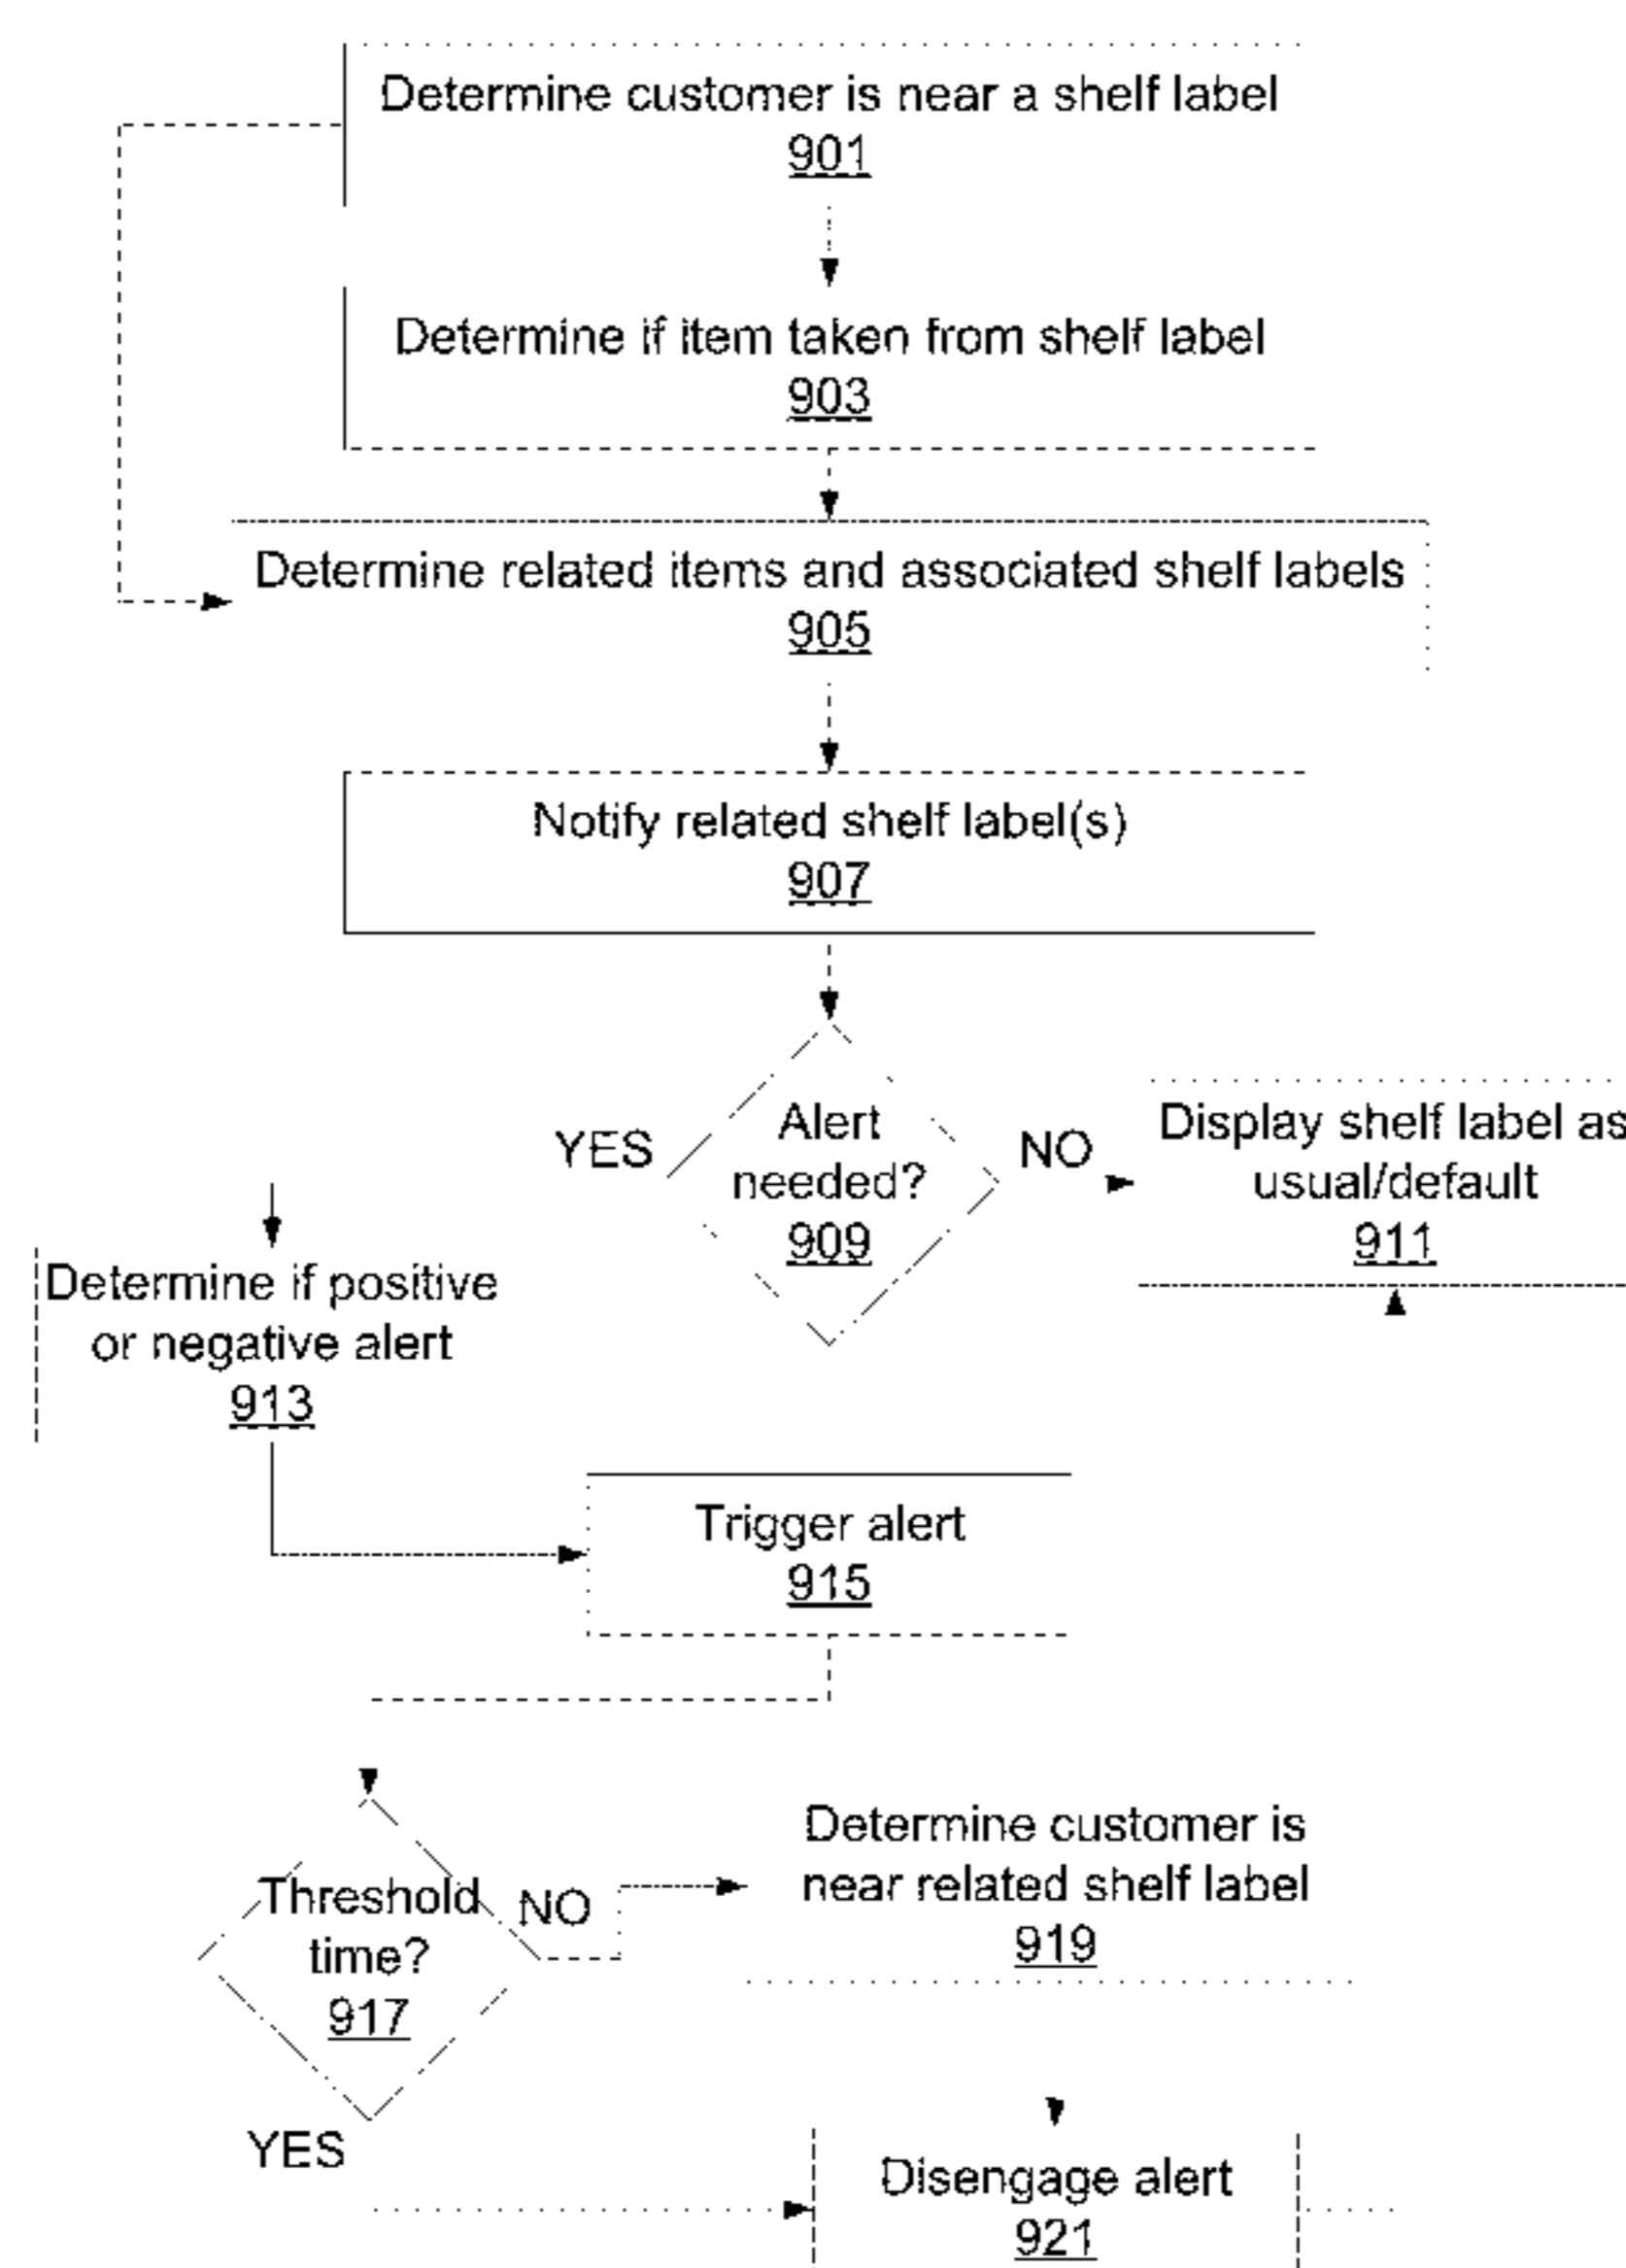 Determine customer is near a shelf label
901
Determine if item taken from shelf label
903
Determine related items and associated shelf labels
905
Notify related shelf label(s)
907
YES
Alert
needed?
909
NO
Display shelf label as
usual/default
911
Determine if positive
or negative alert
913
Trigger alert
915
Threshold
time?
917
NO
Determine customer is
near related shelf label
919
YES
Disengage alert
921